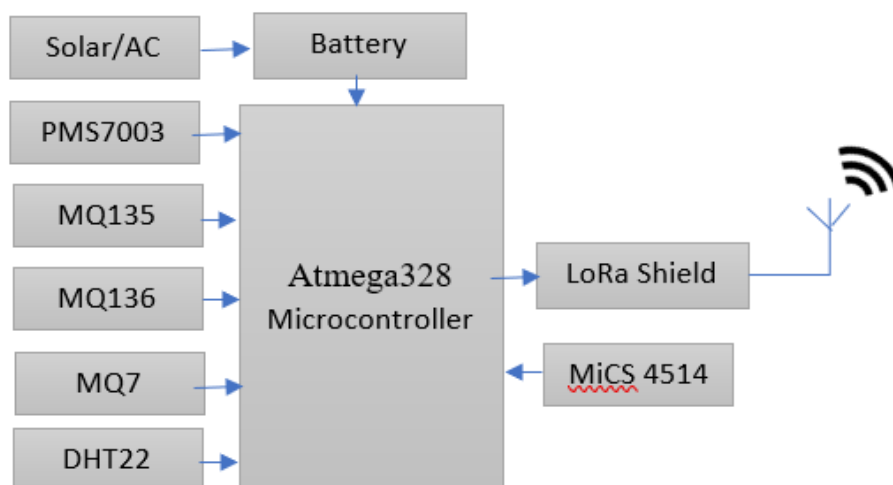 Solar/AC
Battery
PMS7003
MQ135
MQ136
MQ7
DHT22
Atmega328
Microcontroller
LoRa Shield
MiCS 4514